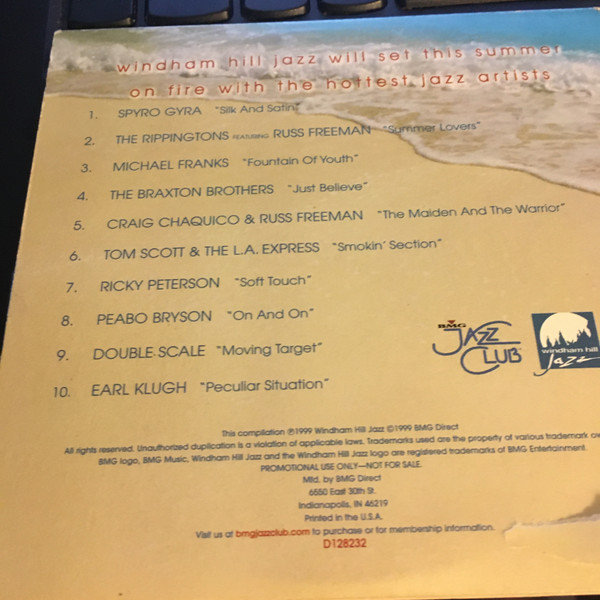 windham hill jazz will set this summer
on fire with the hottest jazz artists
1. SPYRO GYRA "Silk And Satin"
2. THE RIPPINGTONS FEATURING RUSS FREEMAN "Summer Lovers"
3. MICHAEL FRANKS "Fountain Of Youth"
4. THE BRAXTON BROTHERS "Just Believe"
5. CRAIG CHAQUICO & RUSS FREEMAN "The Maiden And The Warrior"
6. TOM SCOTT & THE L.A. EXPRESS "Smokin' Section"
7. RICKY PETERSON "Soft Touch"
8. PEABO BRYSON "On And On"
9. DOUBLE SCALE "Moving Target"
10. EARL KLUGH "Peculiar Situation"
BMG
JAZZ
CLUB
windham hill
jazz
This compilation ℗1999 Windham Hill Jazz ©1999 BMG Direct
All rights reserved. Unauthorized duplication is a violation of applicable laws. Trademarks used are the property of various trademark
BMG logo, BMG Music, Windham Hill Jazz and the Windham Hill Jazz logo are registered trademarks of BMG Entertainment.
PROMOTIONAL USE ONLY—NOT FOR SALE.
Mfd. by BMG Direct
6550 East 30th St.
Indianapolis, IN 46219
Printed in the U.S.A.
Visit us at bmgjazzclub.com to purchase or for membership information.
D128232